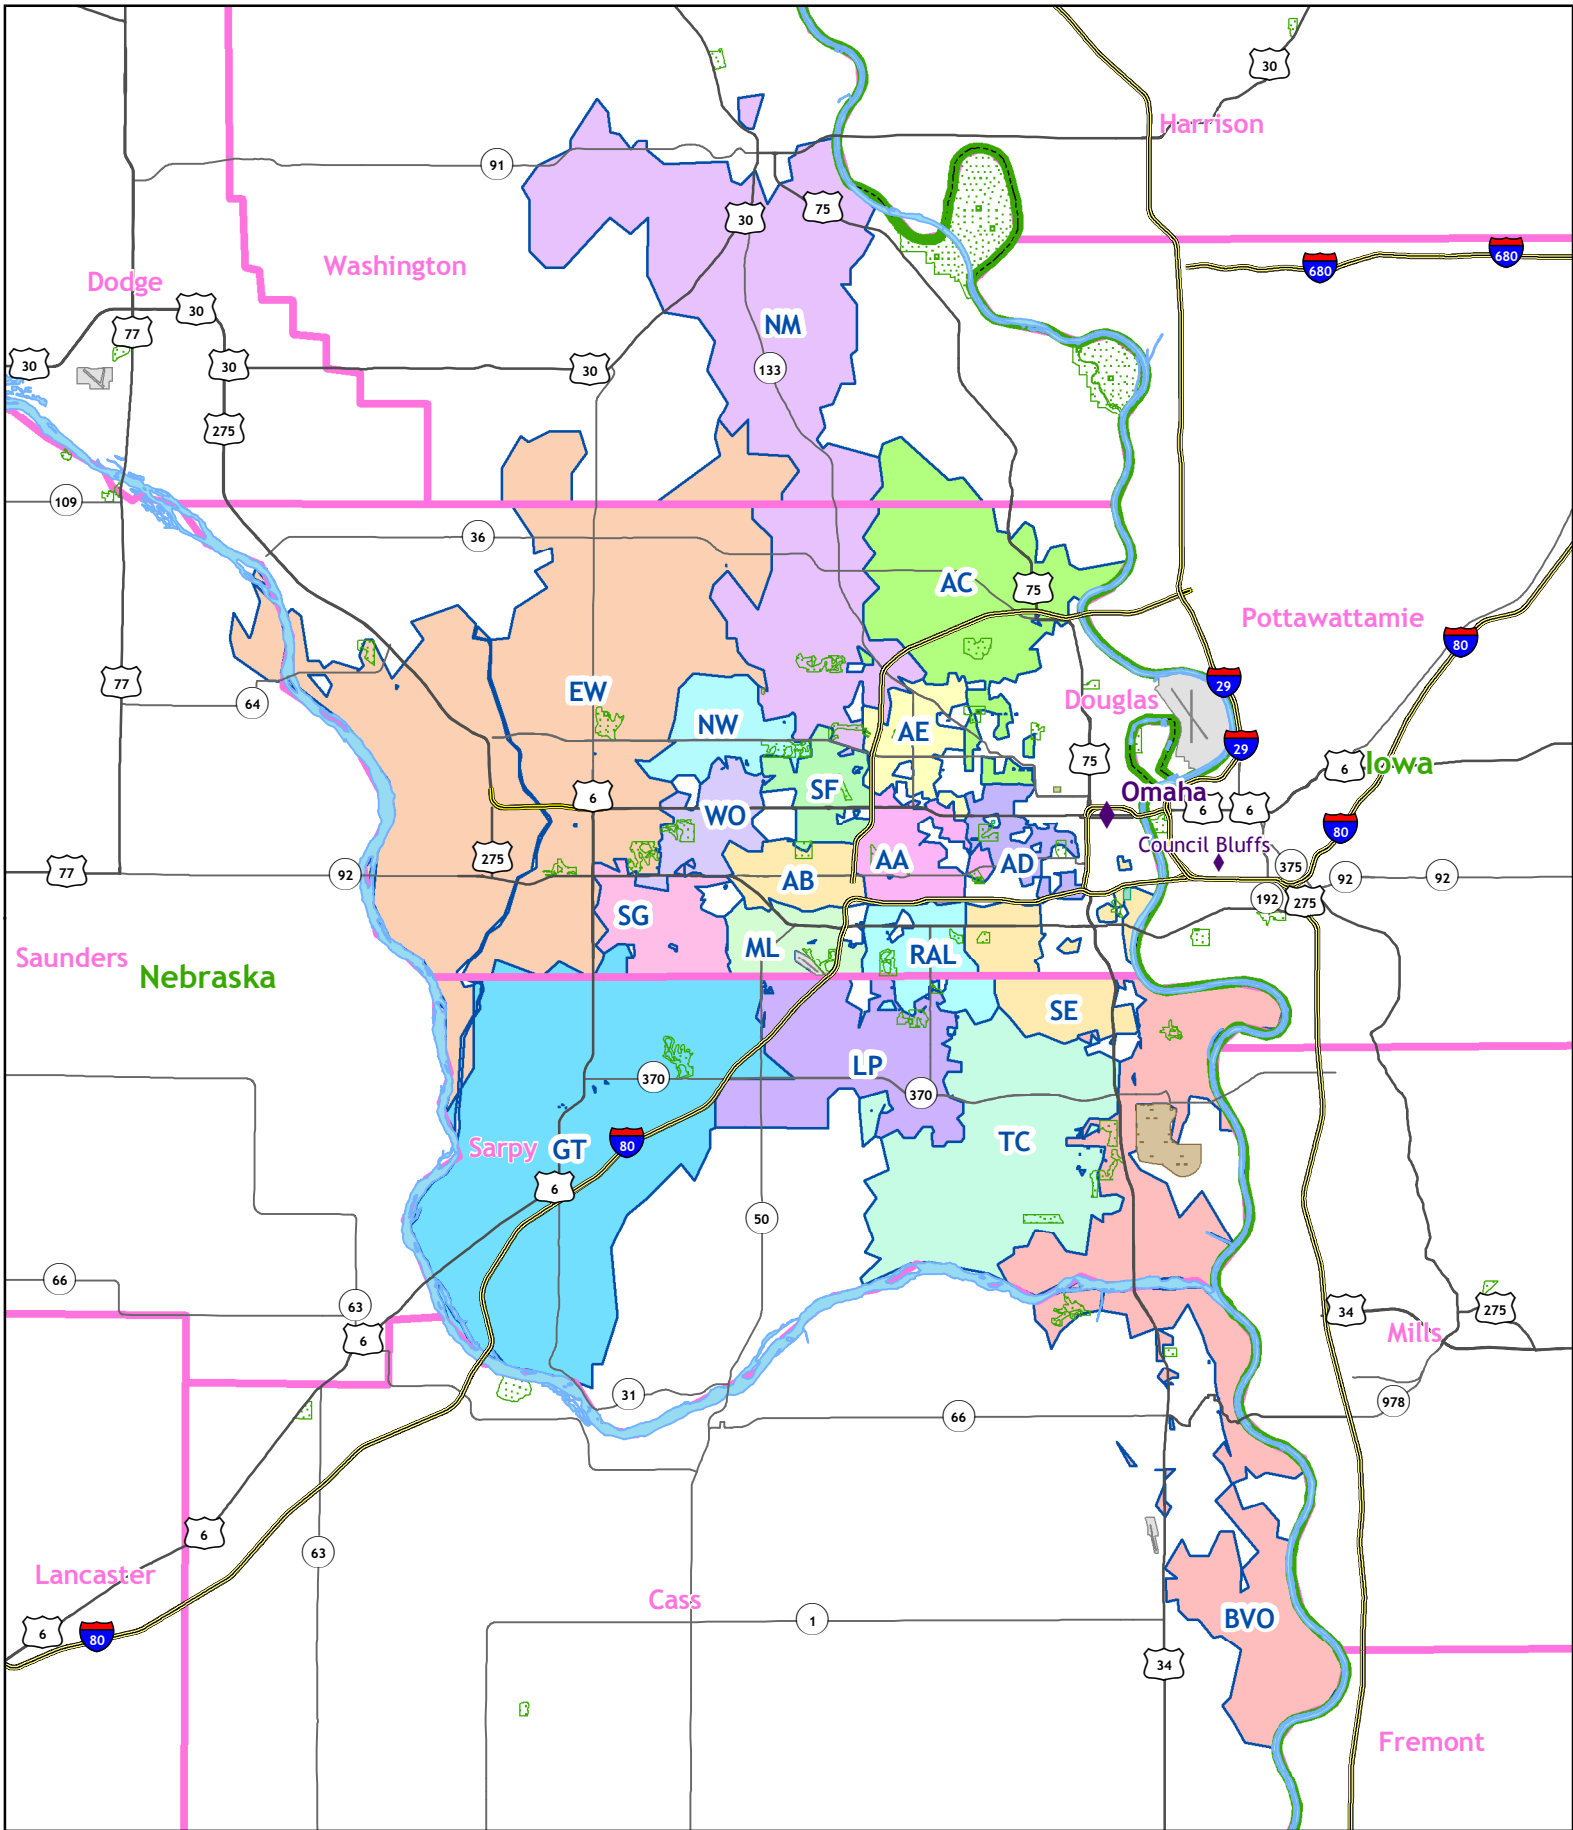 30
Harrison
91
75
30
680
680
Washington
Dodge
30
77
NM
30
30
30
133
275
109
36
AC
75
Pottawattamie
80
77
29
EW
64
Douglas
NW
AE
29
75
6
Iowa
SF
Omaha
6
WO
6
6
80
Council Bluffs
275
AA
AD
375
77
92
AB
92
92
192
275
SG
ML
RAL
Saunders
Nebraska
SE
LP
370
370
Sarpy
GT
80
TC
6
50
66
63
34
275
6
Mills
31
978
66
6
63
Lancaster
Cass
1
BVO
6
80
34
Fremont